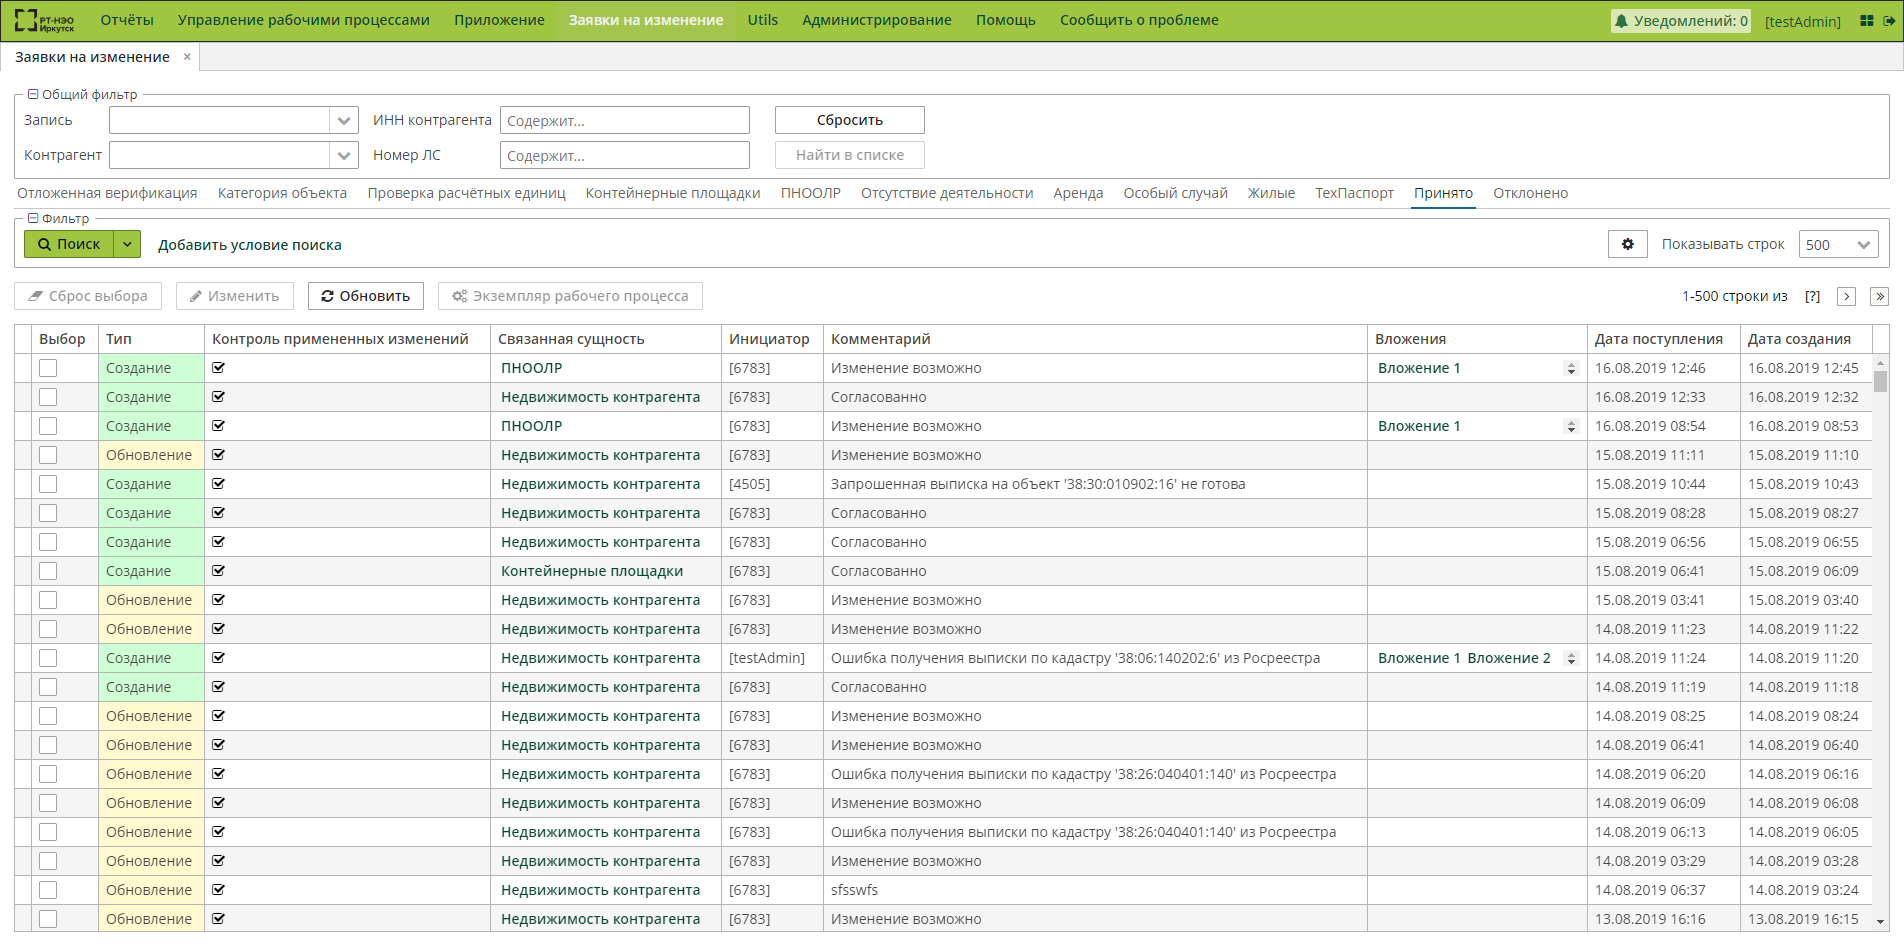 РТ-НЭО Иркутск Отчёты Управление рабочими процессами Приложение Заявки на изменение Utils Администрирование Помощь Сообщить о проблеме Уведомлений: 0 [testAdmin]
Заявки на изменение ×
Общий фильтр
Запись ИНН контрагента Содержит... Сбросить
Контрагент Номер ЛС Содержит... Найти в списке
Отложенная верификация Категория объекта Проверка расчётных единиц Контейнерные площадки ПНООЛР Отсутствие деятельности Аренда Особый случай Жилые ТехПаспорт Принято Отклонено
Фильтр
Поиск Добавить условие поиска Показывать строк 500
Сброс выбора Изменить Обновить Экземпляр рабочего процесса 1-500 строки из [?]
Выбор Тип Контроль примененных изменений Связанная сущность Инициатор Комментарий Вложения Дата поступления Дата создания
Создание ПНООЛР [6783] Изменение возможно Вложение 1 16.08.2019 12:46 16.08.2019 12:45
Создание Недвижимость контрагента [6783] Согласованно 16.08.2019 12:33 16.08.2019 12:32
Создание ПНООЛР [6783] Изменение возможно Вложение 1 16.08.2019 08:54 16.08.2019 08:53
Обновление Недвижимость контрагента [6783] Изменение возможно 15.08.2019 11:11 15.08.2019 11:10
Создание Недвижимость контрагента [4505] Запрошенная выписка на объект '38:30:010902:16' не готова 15.08.2019 10:44 15.08.2019 10:43
Создание Недвижимость контрагента [6783] Согласованно 15.08.2019 08:28 15.08.2019 08:27
Создание Недвижимость контрагента [6783] Согласованно 15.08.2019 06:56 15.08.2019 06:55
Создание Контейнерные площадки [6783] Согласованно 15.08.2019 06:41 15.08.2019 06:09
Обновление Недвижимость контрагента [6783] Изменение возможно 15.08.2019 03:41 15.08.2019 03:40
Обновление Недвижимость контрагента [6783] Изменение возможно 14.08.2019 11:23 14.08.2019 11:22
Создание Недвижимость контрагента [testAdmin] Ошибка получения выписки по кадастру '38:06:140202:6' из Росреестра Вложение 1 Вложение 2 14.08.2019 11:24 14.08.2019 11:20
Создание Недвижимость контрагента [6783] Согласованно 14.08.2019 11:19 14.08.2019 11:18
Обновление Недвижимость контрагента [6783] Изменение возможно 14.08.2019 08:25 14.08.2019 08:24
Обновление Недвижимость контрагента [6783] Изменение возможно 14.08.2019 06:41 14.08.2019 06:40
Обновление Недвижимость контрагента [6783] Ошибка получения выписки по кадастру '38:26:040401:140' из Росреестра 14.08.2019 06:20 14.08.2019 06:16
Обновление Недвижимость контрагента [6783] Изменение возможно 14.08.2019 06:09 14.08.2019 06:08
Обновление Недвижимость контрагента [6783] Ошибка получения выписки по кадастру '38:26:040401:140' из Росреестра 14.08.2019 06:13 14.08.2019 06:05
Обновление Недвижимость контрагента [6783] Изменение возможно 14.08.2019 03:29 14.08.2019 03:28
Обновление Недвижимость контрагента [6783] sfsswfs 14.08.2019 06:37 14.08.2019 03:24
Обновление Недвижимость контрагента [6783] Изменение возможно 13.08.2019 16:16 13.08.2019 16:15